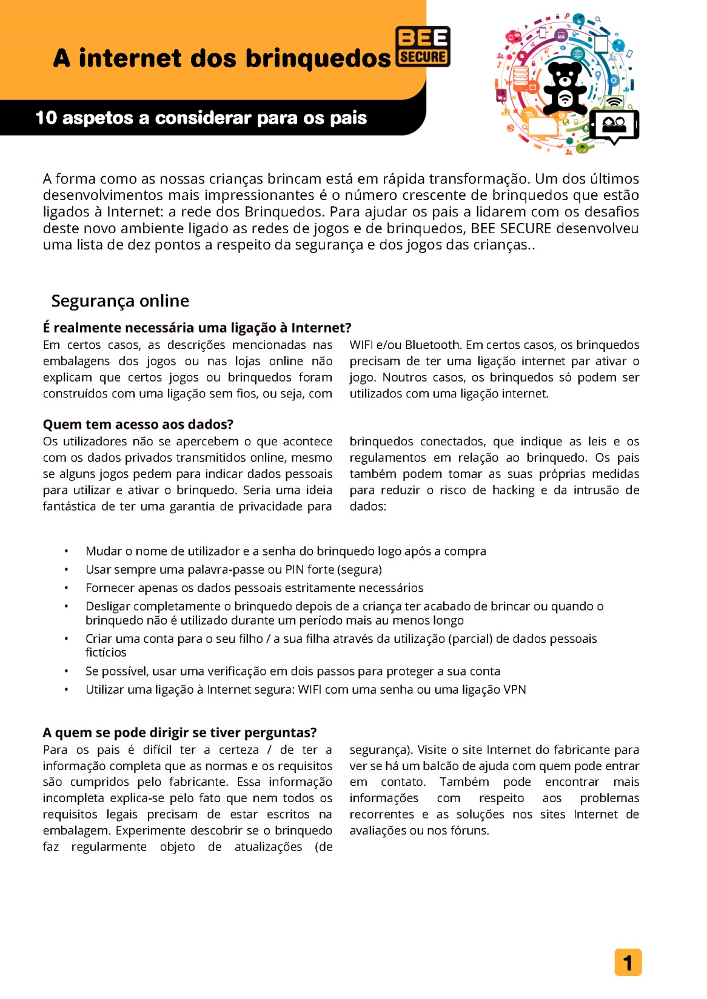 A internet dos brinquedos
BEE
SECURE
10 aspetos a considerar para os pais
A forma como as nossas crianças brincam está em rápida transformação. Um dos últimos
desenvolvimentos mais impressionantes é o número crescente de brinquedos que estão
ligados à Internet: a rede dos Brinquedos. Para ajudar os pais a lidarem com os desafios
deste novo ambiente ligado as redes de jogos e de brinquedos, BEE SECURE desenvolveu
uma lista de dez pontos a respeito da segurança e dos jogos das crianças..
Segurança online
É realmente necessária uma ligação à Internet?
Em certos casos, as descrições mencionadas nas
embalagens dos jogos ou nas lojas online não
explicam que certos jogos ou brinquedos foram
construídos com uma ligação sem fios, ou seja, com
WIFI e/ou Bluetooth. Em certos casos, os brinquedos
precisam de ter uma ligação internet par ativar o
jogo. Noutros casos, os brinquedos só podem ser
utilizados com uma ligação internet.
Quem tem acesso aos dados?
Os utilizadores não se apercebem o que acontece
com os dados privados transmitidos online, mesmo
se alguns jogos pedem para indicar dados pessoais
para utilizar e ativar o brinquedo. Seria uma ideia
fantástica de ter uma garantia de privacidade para
brinquedos conectados, que indique as leis e os
regulamentos em relação ao brinquedo. Os pais
também podem tomar as suas próprias medidas
para reduzir o risco de hacking e da intrusão de
dados:
• Mudar o nome de utilizador e a senha do brinquedo logo após a compra
• Usar sempre uma palavra-passe ou PIN forte (segura)
• Fornecer apenas os dados pessoais estritamente necessários
• Desligar completamente o brinquedo depois de a criança ter acabado de brincar ou quando o
brinquedo não é utilizado durante um período mais au menos longo
• Criar uma conta para o seu filho / a sua filha através da utilização (parcial) de dados pessoais
fictícios
• Se possível, usar uma verificação em dois passos para proteger a sua conta
• Utilizar uma ligação à Internet segura: WIFI com uma senha ou uma ligação VPN
A quem se pode dirigir se tiver perguntas?
Para os pais é difícil ter a certeza / de ter a
informação completa que as normas e os requisitos
são cumpridos pelo fabricante. Essa informação
incompleta explica-se pelo fato que nem todos os
requisitos legais precisam de estar escritos na
embalagem. Experimente descobrir se o brinquedo
faz regularmente objeto de atualizações (de
segurança). Visite o site Internet do fabricante para
ver se há um balcão de ajuda com quem pode entrar
em contato. Também pode encontrar mais
informações com respeito aos problemas
recorrentes e as soluções nos sites Internet de
avaliações ou nos fóruns.
1